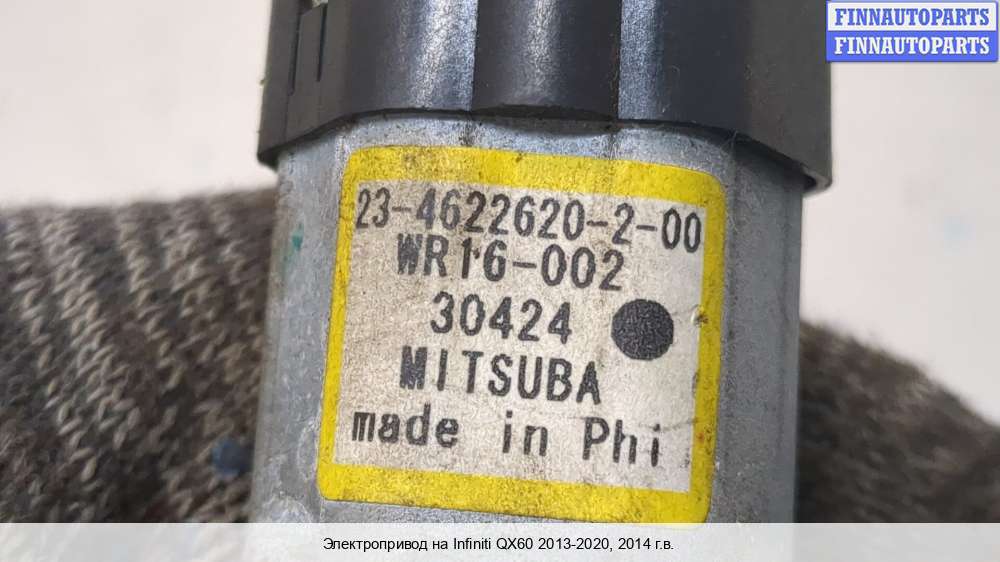 FINNAUTOPARTS
FINNAUTOPARTS
23-4622620-2-00
WR16-002
30424
MITSUBA
made in Phi
Электропривод на Infiniti QX60 2013-2020, 2014 г.в.